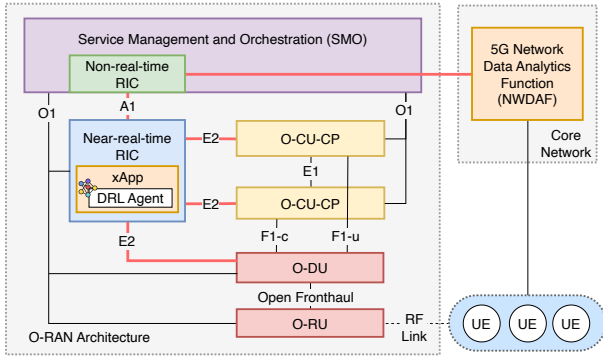 Service Management and Orchestration (SMO)
Non-real-time
RIC
5G Network
Data Analytics
Function
(NWDAF)
Core
Network
O1
A1
O1
Near-real-time
RIC
xApp
DRL Agent
E2
O-CU-CP
E1
E2
O-CU-CP
E2
F1-c
F1-u
O-DU
Open Fronthaul
O-RU
RF
Link
UE
UE
UE
O-RAN Architecture